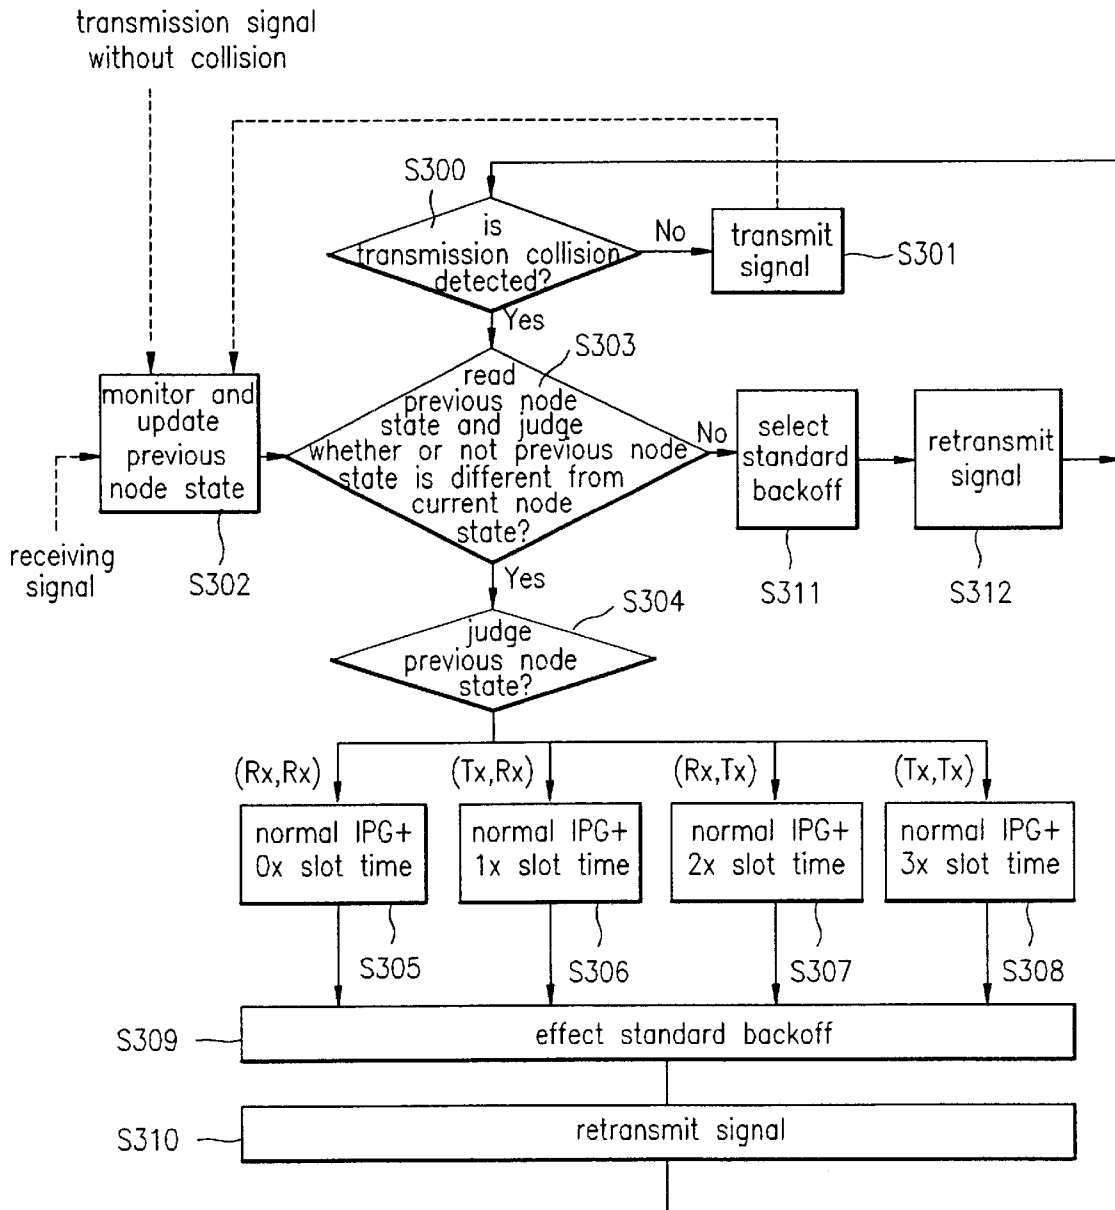 transmission signal
without collision
S300
is
transmission collision
detected?
No
transmit
signal
S301
Yes
S303
read
previous node
state and judge
whether or not previous node
state is different from
current node
state?
monitor and
update
previous
node state
No
select
standard
backoff
retransmit
signal
receiving
signal
S302
Yes
S311
S312
S304
judge
previous node
state?
(Rx,Rx)
(Tx,Rx)
(Rx,Tx)
(Tx,Tx)
normal IPG+
0x slot time
normal IPG+
1x slot time
normal IPG+
2x slot time
normal IPG+
3x slot time
S305
S306
S307
S308
S309
effect standard backoff
S310
retransmit signal